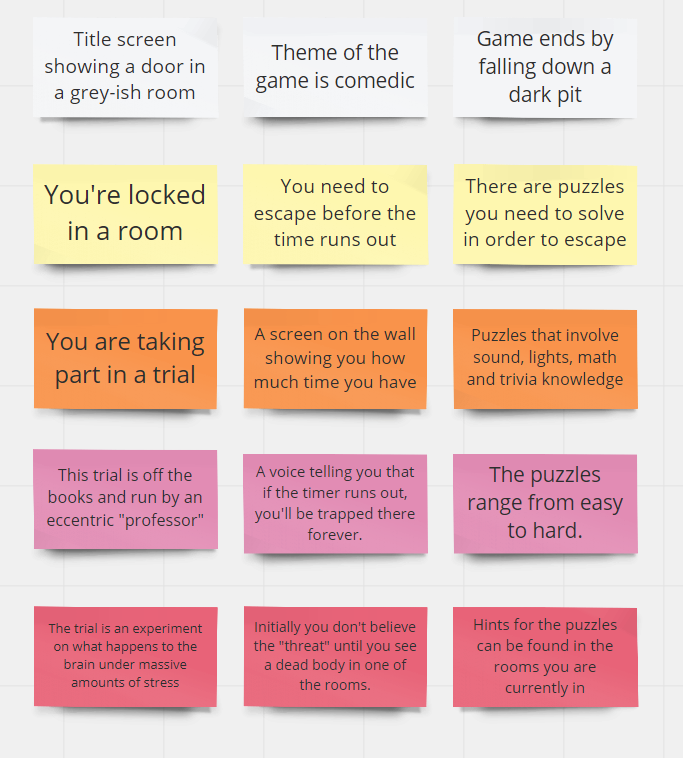 Title screen
showing a door in
a grey-ish room
Theme of the
game is comedic
Game ends by
falling down a
dark pit
You're locked
in a room
You need to
escape before the
time runs out
There are puzzles
you need to solve
in order to escape
You are taking
part in a trial
A screen on the wall
showing you how
much time you have
Puzzles that involve
sound, lights, math
and trivia knowledge
This trial is off the
books and run by an
eccentric "professor"
A voice telling you that
if the timer runs out,
you'll be trapped there
forever.
The puzzles
range from easy
to hard.
The trial is an experiment
on what happens to the
brain under massive
amounts of stress
Initially you don't believe
the "threat" until you see
a dead body in one of
the rooms.
Hints for the puzzles
can be found in the
rooms you are
currently in